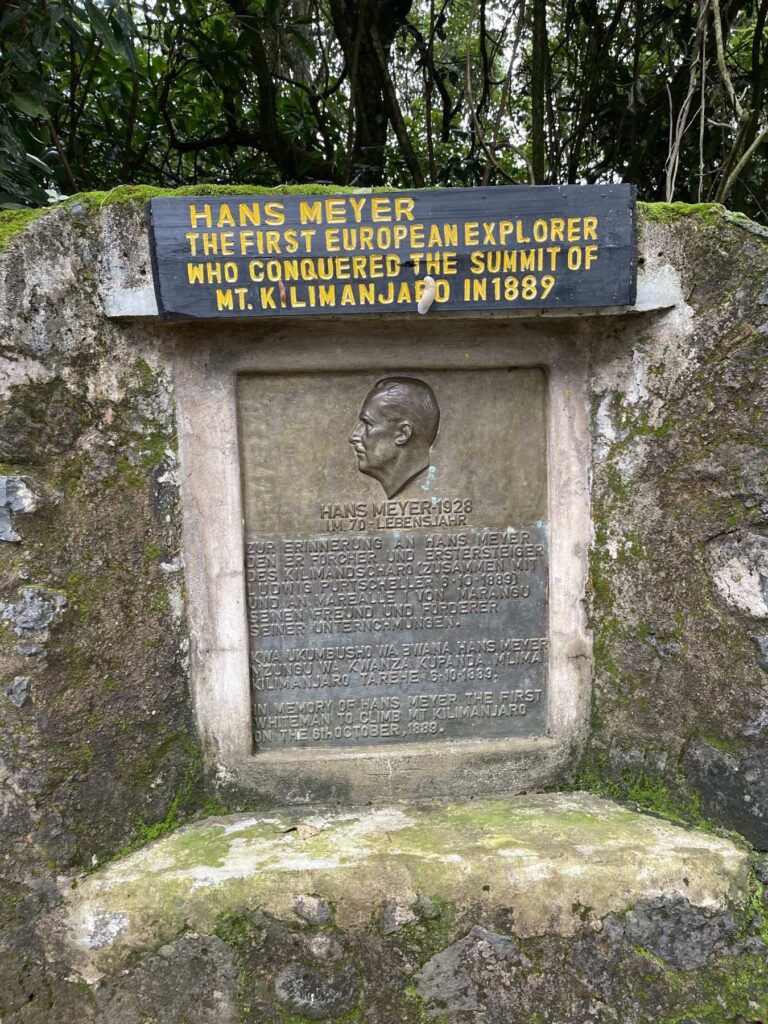 HANS MEYER
THE FIRST EUROPEAN EXPLORER
WHO CONQUERED THE SUMMIT OF
MT. KILIMANJARO IN 1889
HANS MEYER 1928
IM 70. LEBENSJAHR
ZUR ERINNERUNG AN HANS MEYER
DEN ERFORCHER UND ERSTERSTEIGER
DES KILIMANDSCHARO (ZUSAMMEN MIT
LUDWIG PURTSCHELLER 6·10·1889)
UND AN MAREALLE I VON MARANGU
SEINEN FREUND UND FÖRDERER
SEINER UNTERNCHMUNGEN.
KWA UKUMBUSHO WA BWANA HANS MEYER
MZUNGU WA KWANZA KUPANDA MLIMA
KILIMANJARO TAREHE 6·10·1889.
IN MEMORY OF HANS MEYER THE FIRST
WHITEMAN TO CLIMB MT KILIMANJARO
ON THE 6th OCTOBER, 1889.